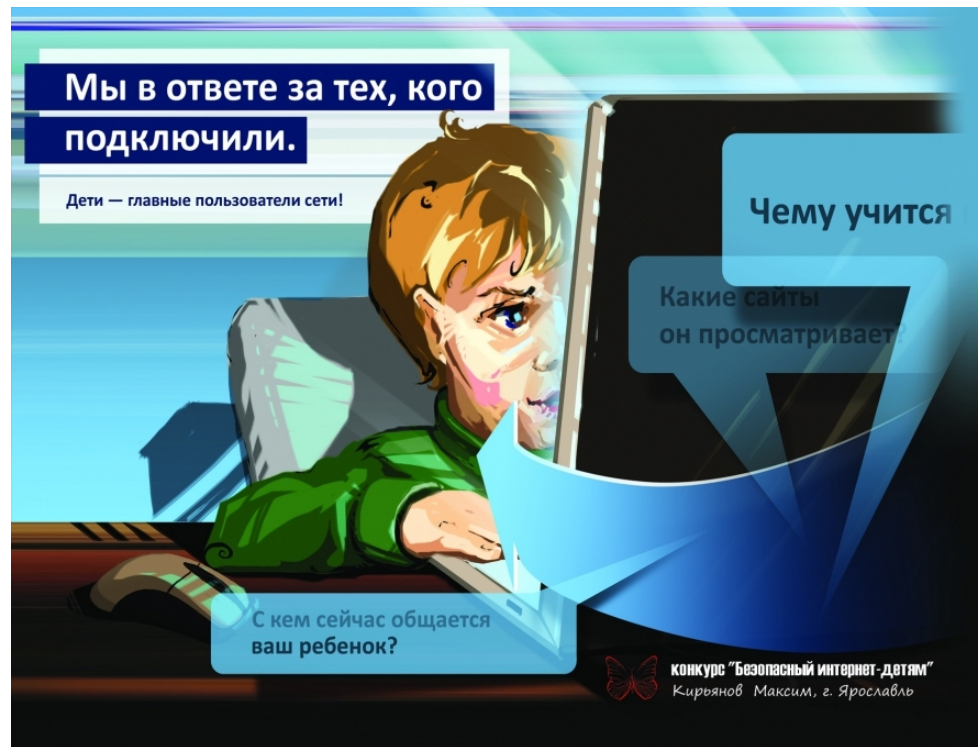 Мы в ответе за тех, кого
подключили.
Дети — главные пользователи сети!
Чему учится
Какие сайты
он просматривает?
С кем сейчас общается
ваш ребенок?
конкурс "Безопасный интернет-детям"
Кирьянов Максим, г. Ярославль